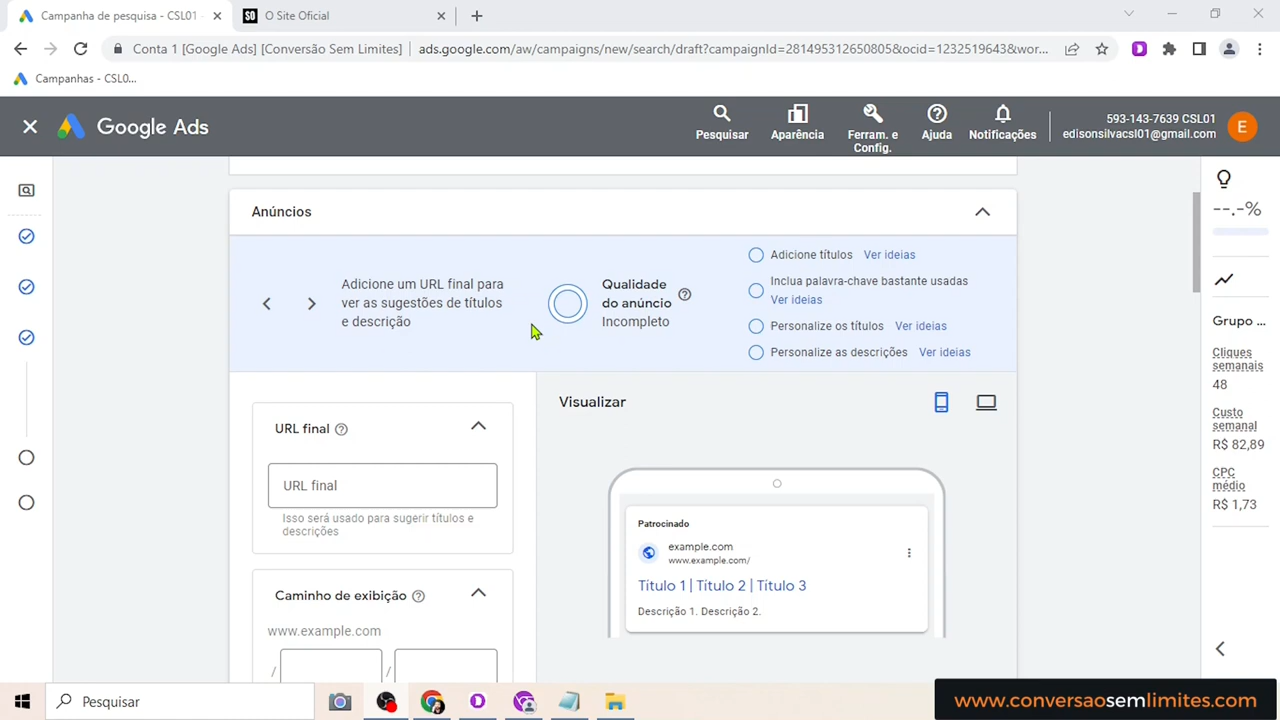 Campanha de pesquisa - CSL01 -
SO
O Site Oficial
Conta 1 [Google Ads] [Conversão Sem Limites]
ads.google.com/aw/campaigns/new/search/draft?campaignId=281495312650805&ocid=1232519643&wor...
Campanhas - CSL0...
Google Ads
Pesquisar
Aparência
Ferram. e
Config.
Ajuda
Notificações
593-143-7639 CSL01
edisonsilvacsl01@gmail.com
E
--.-%
Anúncios
Adicione um URL final para
ver as sugestões de títulos
e descrição
Qualidade
do anúncio
Incompleto
Adicione títulos Ver ideias
Inclua palavra-chave bastante usadas
Ver ideias
Personalize os títulos Ver ideias
Personalize as descrições Ver ideias
Grupo ...
Cliques
semanais
48
Custo
semanal
R$ 82,89
CPC
médio
R$ 1,73
URL final
URL final
Isso será usado para sugerir títulos e
descrições
Caminho de exibição
www.example.com
/
/
Visualizar
Patrocinado
example.com
www.example.com/
Título 1 | Título 2 | Título 3
Descrição 1. Descrição 2.
Pesquisar
www.conversaosemlimites.com